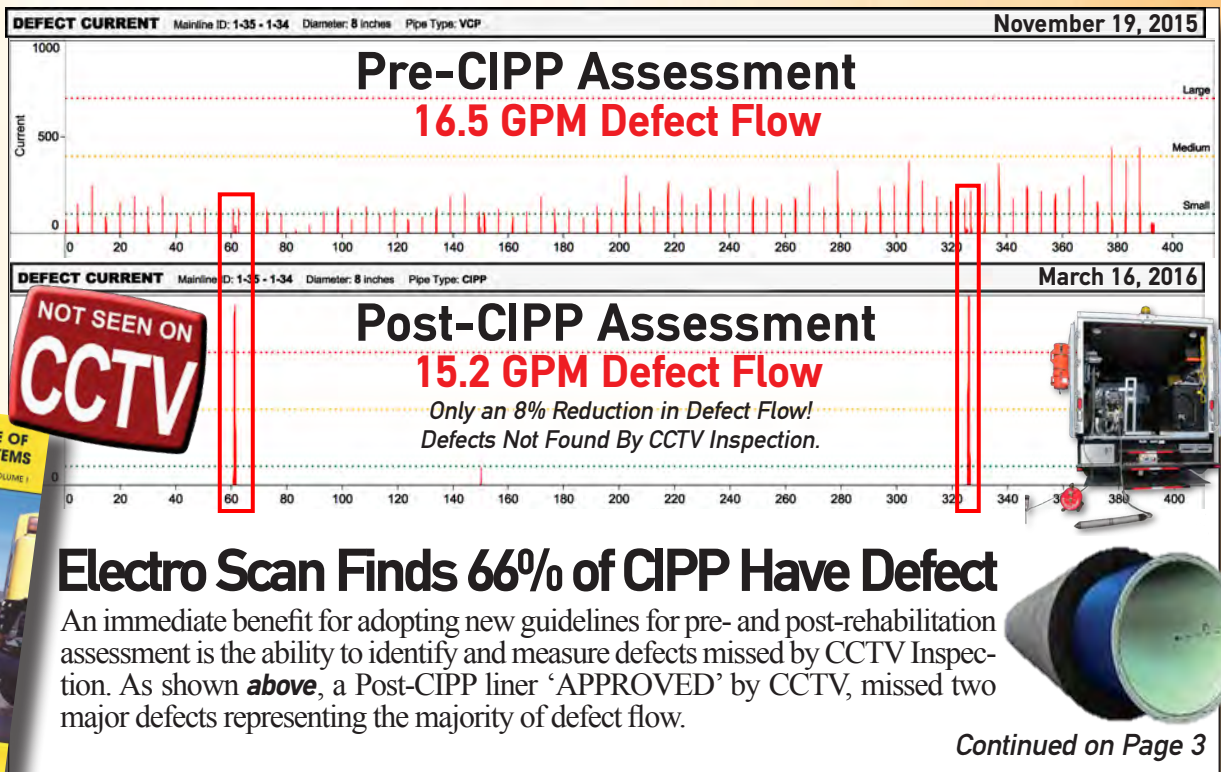 DEFECT CURRENT Mainline ID: 1-35 - 1-34 Diameter: 8 inches Pipe Type: VCP November 19, 2015
Pre-CIPP Assessment
16.5 GPM Defect Flow
Current
1000
500
0
Large
Medium
Small
0 20 40 60 80 100 120 140 160 180 200 220 240 260 280 300 320 340 360 380 400
DEFECT CURRENT Mainline ID: 1-35 - 1-34 Diameter: 8 inches Pipe Type: CIPP March 16, 2016
NOT SEEN ON
CCTV
Post-CIPP Assessment
15.2 GPM Defect Flow
Only an 8% Reduction in Defect Flow!
Defects Not Found By CCTV Inspection.
0
0 20 40 60 80 100 120 140 160 180 200 220 240 260 280 300 320 340 360 380 400
E OF
TEMS
OLUME I
Electro Scan Finds 66% of CIPP Have Defect
An immediate benefit for adopting new guidelines for pre- and post-rehabilitation
assessment is the ability to identify and measure defects missed by CCTV Inspec-
tion. As shown above, a Post-CIPP liner ‘APPROVED’ by CCTV, missed two
major defects representing the majority of defect flow.
Continued on Page 3